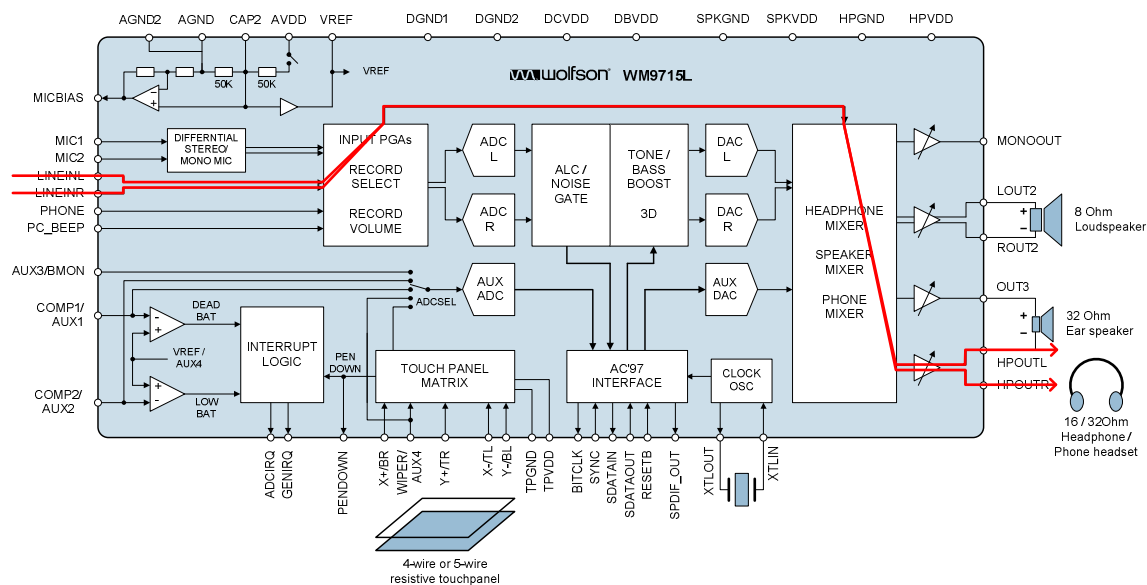 AGND2 AGND CAP2 AVDD VREF DGND1 DGND2 DCVDD DBVDD SPKGND SPKVDD HPGND HPVDD
50K 50K VREF
wolfson WM9715L
MICBIAS
MIC1
MIC2
LINEINL
LINEINR
PHONE
PC_BEEP
AUX3/BMON
COMP1/
AUX1
COMP2/
AUX2
DIFFERNTIAL
STEREO/
MONO MIC
INPUT PGAs
RECORD
SELECT
RECORD
VOLUME
ADC
L
ADC
R
ALC /
NOISE
GATE
TONE /
BASS
BOOST
3D
DAC
L
DAC
R
HEADPHONE
MIXER
SPEAKER
MIXER
PHONE
MIXER
MONOOUT
LOUT2
+
−
8 Ohm
Loudspeaker
ROUT2
OUT3
+
−
32 Ohm
Ear speaker
HPOUTL
HPOUTR
16 / 32Ohm
Headphone /
Phone headset
ADCSEL
AUX
ADC
AUX
DAC
DEAD
BAT
-
+
VREF /
AUX4
+
-
LOW
BAT
INTERRUPT
LOGIC
PEN
DOWN
TOUCH PANEL
MATRIX
AC'97
INTERFACE
CLOCK
OSC
ADCIRQ
GENIRQ
PENDOWN
X+/BR
WIPER/
AUX4
Y+/TR
X-/TL
Y-/BL
TPGND
TPVDD
BITCLK
SYNC
SDATAIN
SDATAOUT
RESETB
SPDIF_OUT
XTLOUT
XTLIN
4-wire or 5-wire
resistive touchpanel